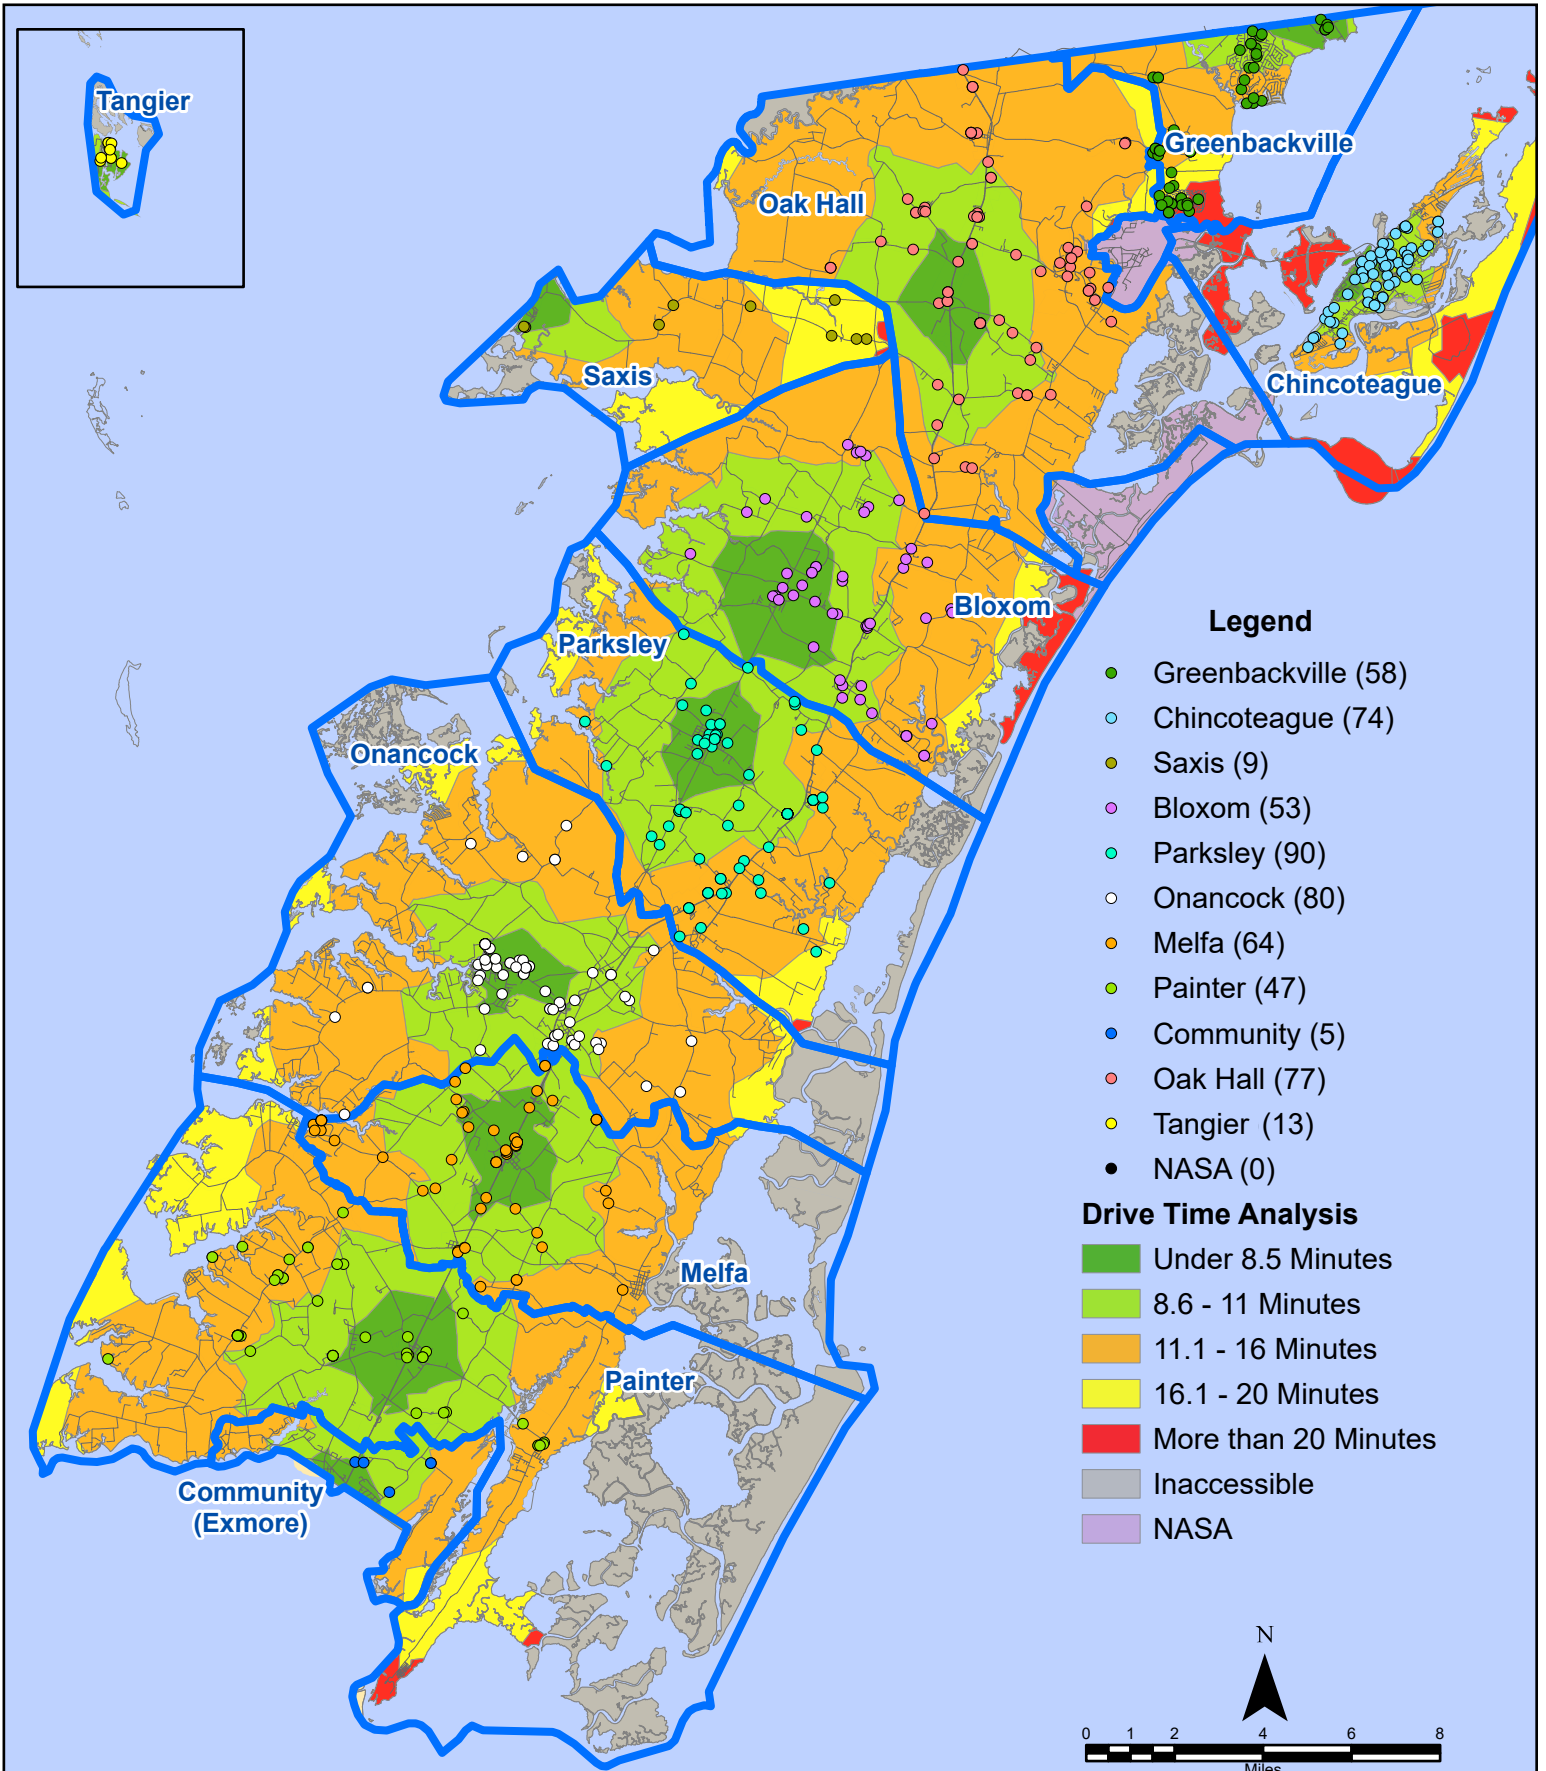 Tangier
Greenbackville
Oak Hall
Saxis
Chincoteague
Bloxom
Parksley
Onancock
Melfa
Painter
Community
(Exmore)
Legend
Greenbackville (58)
Chincoteague (74)
Saxis (9)
Bloxom (53)
Parksley (90)
Onancock (80)
Melfa (64)
Painter (47)
Community (5)
Oak Hall (77)
Tangier (13)
NASA (0)
Drive Time Analysis
Under 8.5 Minutes
8.6 - 11 Minutes
11.1 - 16 Minutes
16.1 - 20 Minutes
More than 20 Minutes
Inaccessible
NASA
N
0 1 2 4 6 8
Miles